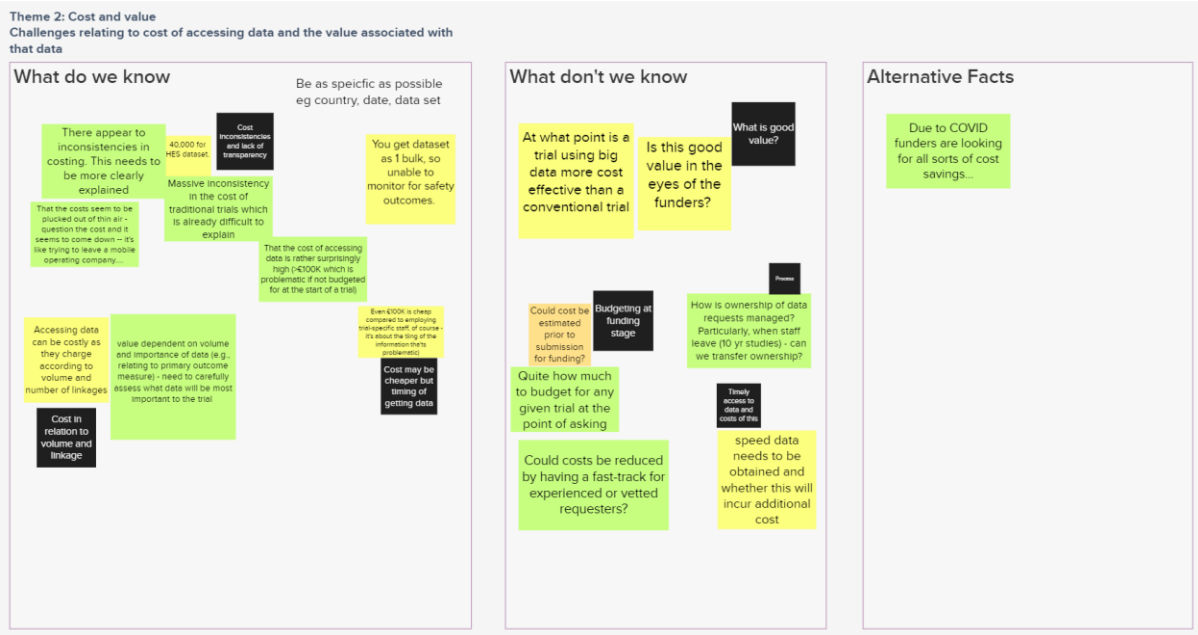 Theme 2: Cost and value
Challenges relating to cost of accessing data and the value associated with
that data
What do we know
Be as speicfic as possible
eg country, date, data set
There appear to
inconsistencies in
costing. This needs to
be more clearly
explained
40,000 for
HES dataset.
Cost
inconsistencies
and lack of
transparency
You get dataset
as 1 bulk, so
unable to
monitor for safety
outcomes.
Massive inconsistency
in the cost of
traditional trials which
is already difficult to
explain
That the costs seem to be
plucked out of thin air -
question the cost and it
seems to come down -- it's
like trying to leave a mobile
operating company....
That the cost of accessing
data is rather surprisingly
high (>£100K which is
problematic if not budgeted
for at the start of a trial)
Even £100K is cheap
compared to employing
trial-specific staff, of course -
it's about the tiing of the
information tha'ts
problematic)
Cost may be
cheaper but
timing of
getting data
Accessing data
can be costly as
they charge
according to
volume and
number of linkages
value dependent on volume
and importance of data (e.g.,
relating to primary outcome
measure) - need to carefully
assess what data will be most
important to the trial
Cost in
relation to
volume and
linkage
What don't we know
At what point is a
trial using big
data more cost
effective than a
conventional trial
Is this good
value in the
eyes of the
funders?
What is good
value?
Could cost be
estimated
prior to
submission
for funding?
Budgeting at
funding
stage
Quite how much
to budget for any
given trial at the
point of asking
Could costs be reduced
by having a fast-track for
experienced or vetted
requesters?
Process
How is ownership of data
requests managed?
Particularly, when staff
leave (10 yr studies) - can
we transfer ownership?
Timely
access to
data and
costs of this
speed data
needs to be
obtained and
whether this will
incur additional
cost
Alternative Facts
Due to COVID
funders are looking
for all sorts of cost
savings...